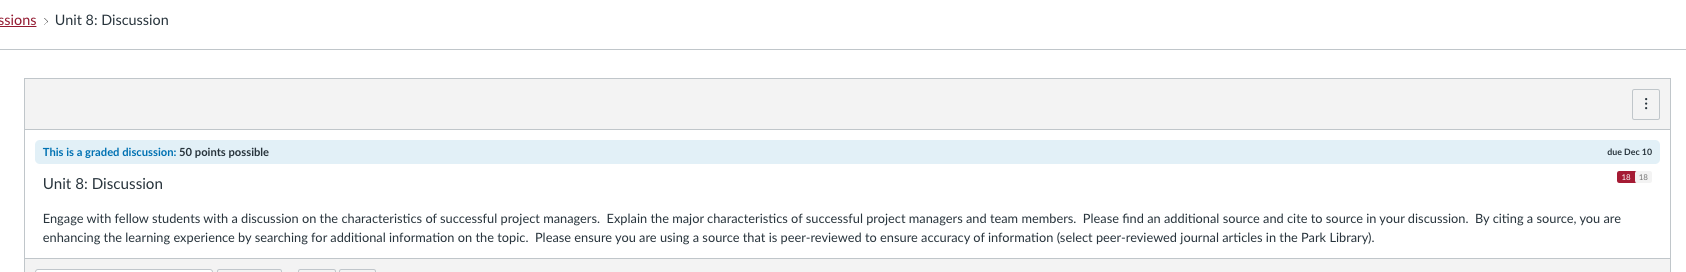 ssions > Unit 8: Discussion
This is a graded discussion: 50 points possible
due Dec 10
Unit 8: Discussion
18 18
Engage with fellow students with a discussion on the characteristics of successful project managers. Explain the major characteristics of successful project managers and team members. Please find an additional source and cite to source in your discussion. By citing a source, you are
enhancing the learning experience by searching for additional information on the topic. Please ensure you are using a source that is peer-reviewed to ensure accuracy of information (select peer-reviewed journal articles in the Park Library).